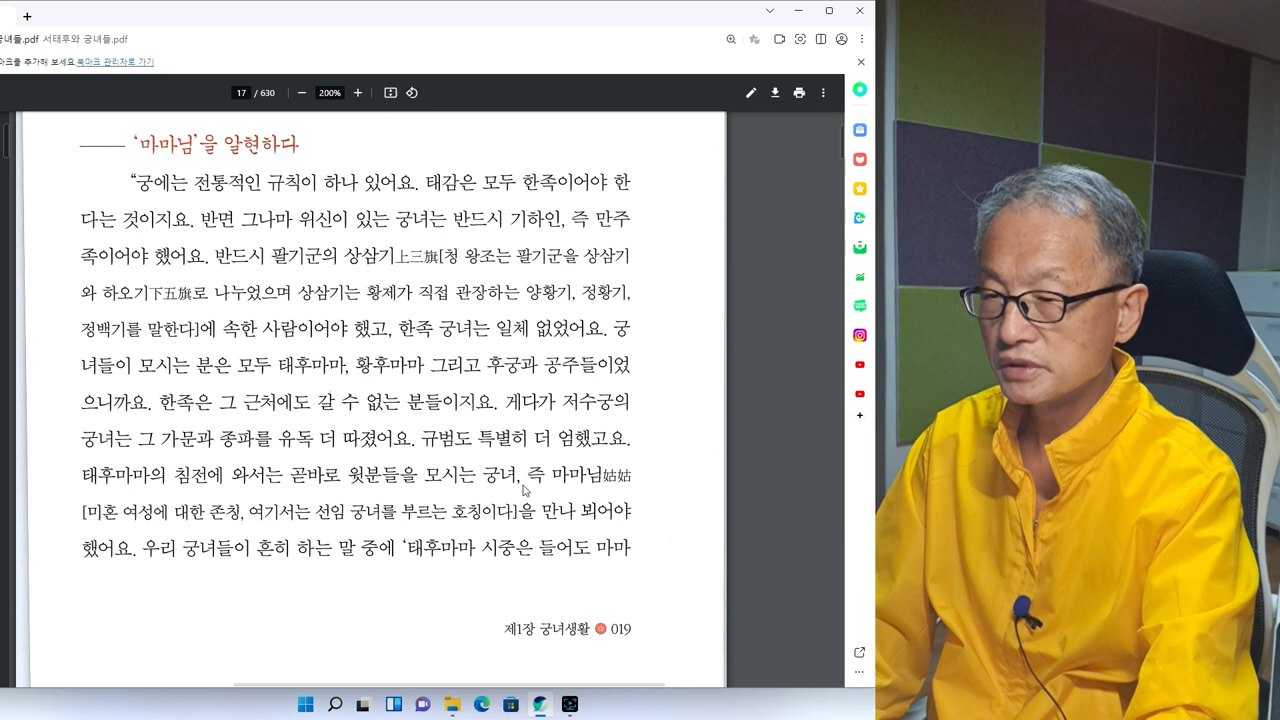 녀들.pdf 서태후와 궁녀들.pdf
마크를 추가해 보세요. 북마크 관리자로 가기
17 / 630
200%
‘마마님’을 알현하다
“궁에는 전통적인 규칙이 하나 있어요. 태감은 모두 한족이어야 한
다는 것이지요. 반면 그나마 위신이 있는 궁녀는 반드시 기하인, 즉 만주
족이어야 했어요. 반드시 팔기군의 상삼기上三旗[청 왕조는 팔기군을 상삼기
와 하오기下五旗로 나누었으며 상삼기는 황제가 직접 관장하는 양황기, 정황기,
정백기를 말한다]에 속한 사람이어야 했고, 한족 궁녀는 일체 없었어요. 궁
녀들이 모시는 분은 모두 태후마마, 황후마마 그리고 후궁과 공주들이었
으니까요. 한족은 그 근처에도 갈 수 없는 분들이지요. 게다가 저수궁의
궁녀는 그 가문과 종파를 유독 더 따졌어요. 규범도 특별히 더 엄했고요.
태후마마의 침전에 와서는 곧바로 윗분들을 모시는 궁녀, 즉 마마님姑姑
[미혼 여성에 대한 존칭, 여기서는 선임 궁녀를 부르는 호칭이다]을 만나 뵈어야
했어요. 우리 궁녀들이 흔히 하는 말 중에 ‘태후마마 시중은 들어도 마마
제1장 궁녀생활 019